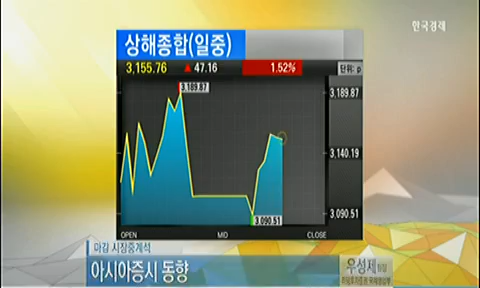 한국경제
상해종합(일중)
3,155.76 ▲ 47.16 1.52% 단위: p
3,189.87
3,189.87
3,140.19
3,090.51
3,090.51
OPEN MID CLOSE
마감 시장중계석
아시아증시 동향
우성제